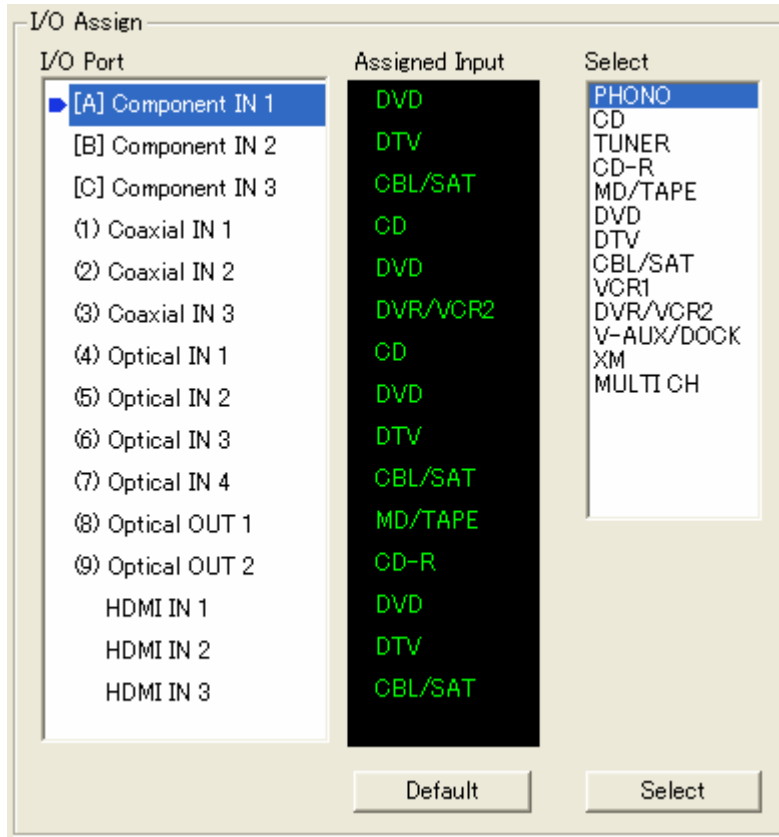 I/O Assign
I/O Port Assigned Input Select
[A] Component IN 1 DVD
[B] Component IN 2 DTV
[C] Component IN 3 CBL/SAT
(1) Coaxial IN 1 CD
(2) Coaxial IN 2 DVD
(3) Coaxial IN 3 DVR/VCR2
(4) Optical IN 1 CD
(5) Optical IN 2 DVD
(6) Optical IN 3 DTV
(7) Optical IN 4 CBL/SAT
(8) Optical OUT 1 MD/TAPE
(9) Optical OUT 2 CD-R
HDMI IN 1 DVD
HDMI IN 2 DTV
HDMI IN 3 CBL/SAT
PHONO
CD
TUNER
CD-R
MD/TAPE
DVD
DTV
CBL/SAT
VCR1
DVR/VCR2
V-AUX/DOCK
XM
MULTI CH
Default Select